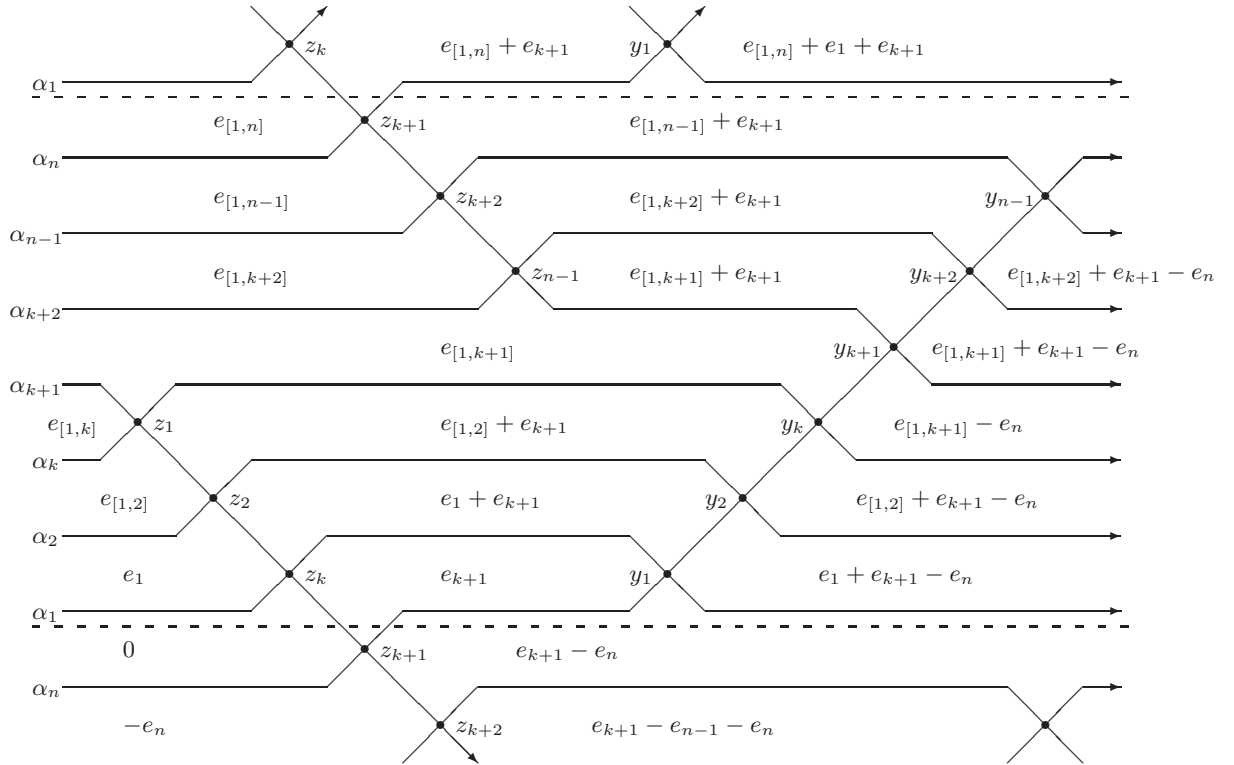 z_k e_{[1,n]} + e_{k+1} y_1 e_{[1,n]} + e_1 + e_{k+1}
α_1
e_{[1,n]} z_{k+1} e_{[1,n-1]} + e_{k+1}
α_n
e_{[1,n-1]} z_{k+2} e_{[1,k+2]} + e_{k+1} y_{n-1}
α_{n-1}
e_{[1,k+2]} z_{n-1} e_{[1,k+1]} + e_{k+1} y_{k+2} e_{[1,k+2]} + e_{k+1} − e_n
α_{k+2}
e_{[1,k+1]} y_{k+1} e_{[1,k+1]} + e_{k+1} − e_n
α_{k+1}
e_{[1,k]} z_1 e_{[1,2]} + e_{k+1} y_k e_{[1,k+1]} − e_n
α_k
e_{[1,2]} z_2 e_1 + e_{k+1} y_2 e_{[1,2]} + e_{k+1} − e_n
α_2
e_1 z_k e_{k+1} y_1 e_1 + e_{k+1} − e_n
α_1
0 z_{k+1} e_{k+1} − e_n
α_n
−e_n z_{k+2} e_{k+1} − e_{n-1} − e_n